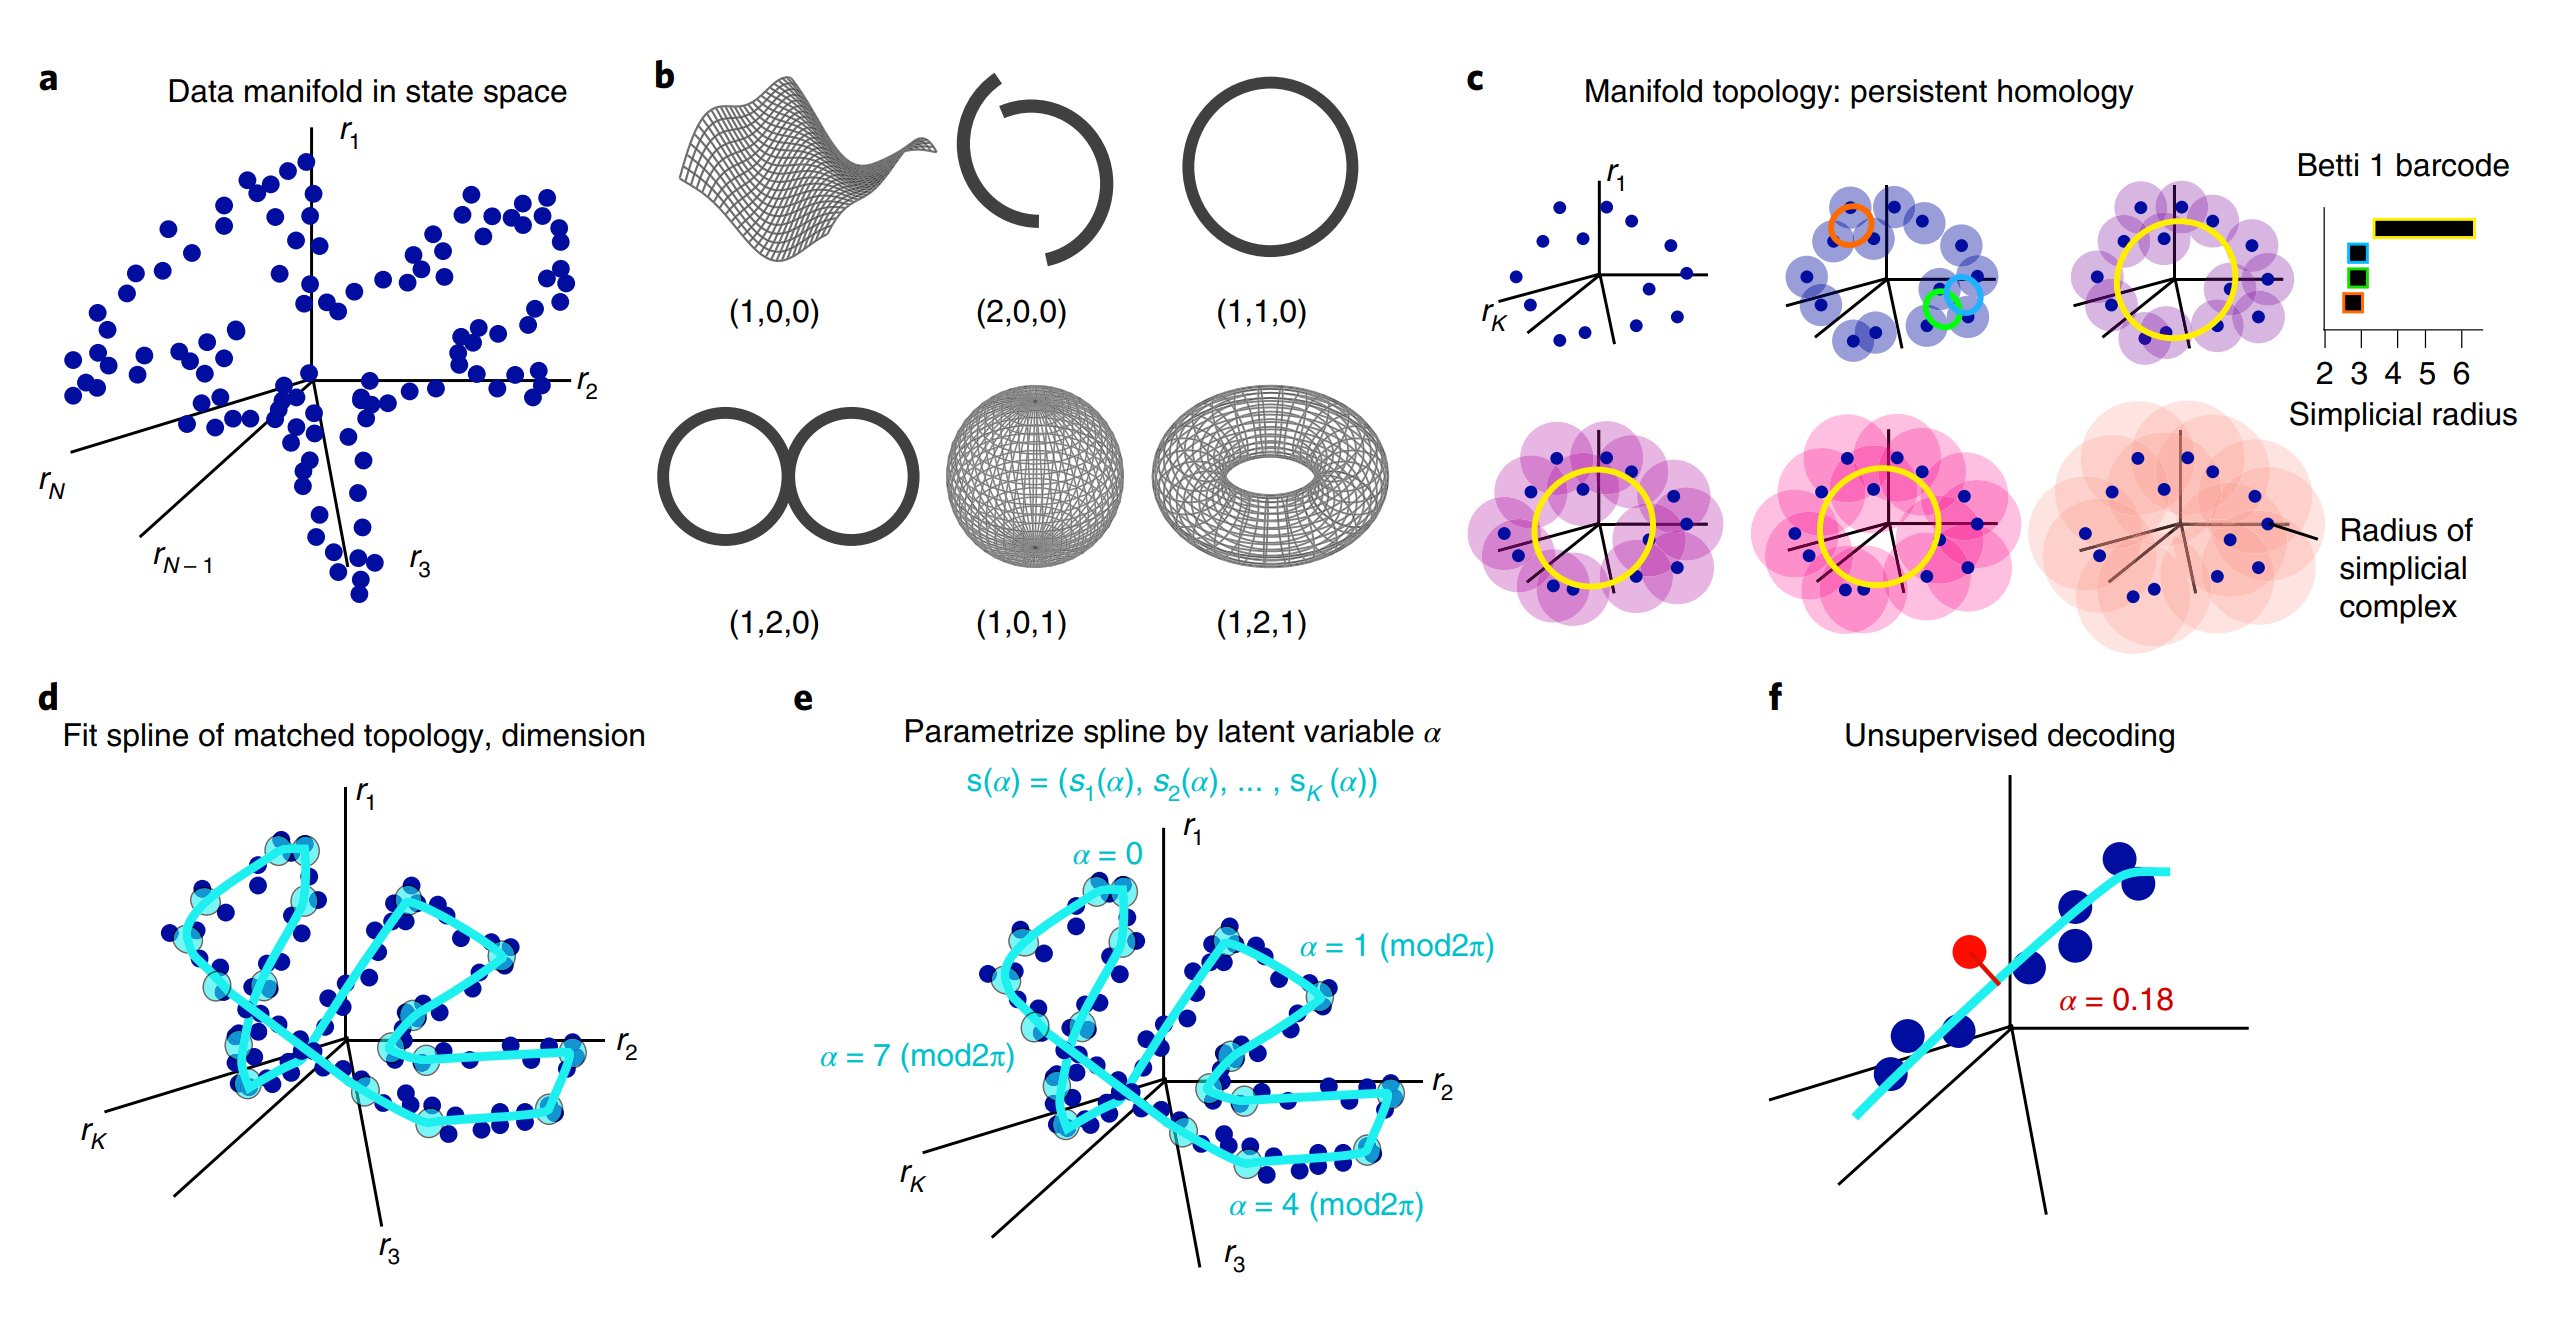 a
Data manifold in state space
r1
r2
rN
rN – 1
r3
b
(1,0,0)
(2,0,0)
(1,1,0)
(1,2,0)
(1,0,1)
(1,2,1)
c
Manifold topology: persistent homology
r1
rK
Betti 1 barcode
2 3 4 5 6
Simplicial radius
Radius of
simplicial
complex
d
Fit spline of matched topology, dimension
r1
r2
rK
r3
e
Parametrize spline by latent variable α
s(α) = (s1(α), s2(α), ... , sK (α))
r1
α = 0
α = 1 (mod2π)
α = 7 (mod2π)
r2
rK
α = 4 (mod2π)
r3
f
Unsupervised decoding
α = 0.18